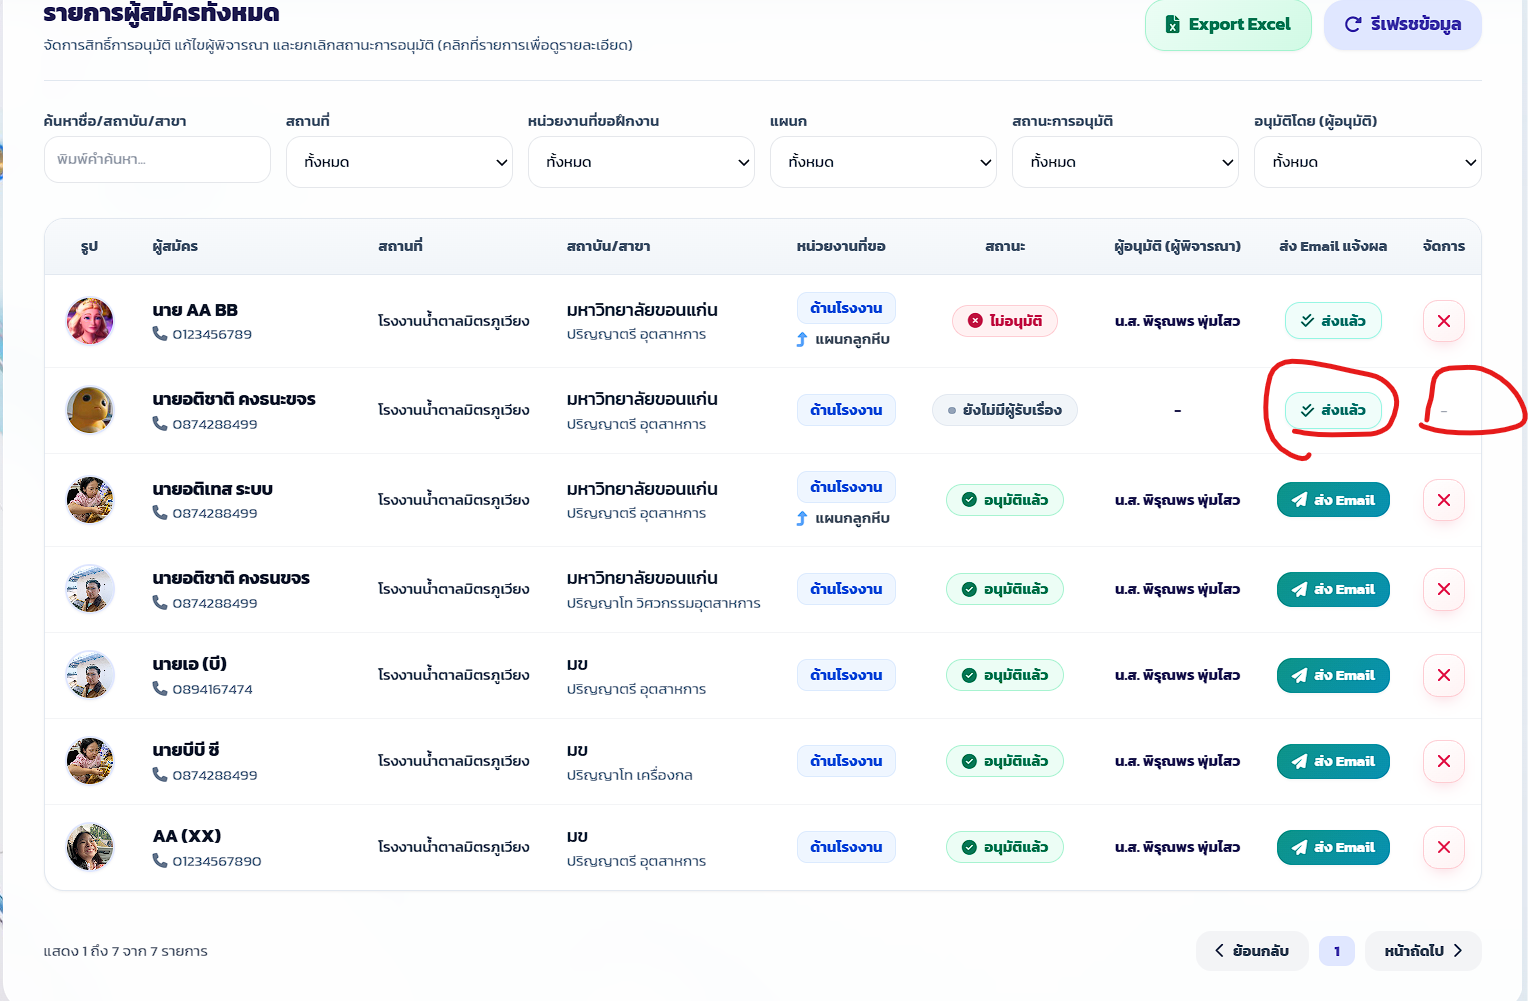 รายการผู้สมัครทั้งหมด
จัดการสิทธิ์การอนุมัติ แก้ไขผู้พิจารณา และยกเลิกสถานะการอนุมัติ (คลิกที่รายการเพื่อดูรายละเอียด)
Export Excel
รีเฟรชข้อมูล
ค้นหาชื่อ/สถาบัน/สาขา
สถานที่
หน่วยงานที่ขอฝึกงาน
แผนก
สถานะการอนุมัติ
อนุมัติโดย (ผู้อนุมัติ)
พิมพ์คำค้นหา...
ทั้งหมด
ทั้งหมด
ทั้งหมด
ทั้งหมด
ทั้งหมด
รูป ผู้สมัคร สถานที่ สถาบัน/สาขา หน่วยงานที่ขอ สถานะ ผู้อนุมัติ (ผู้พิจารณา) ส่ง Email แจ้งผล จัดการ
นาย AA BB
0123456789
โรงงานน้ำตาลมิตรภูเวียง
มหาวิทยาลัยขอนแก่น
ปริญญาตรี อุตสาหการ
ด้านโรงงาน
แผนกลูกหีบ
ไม่อนุมัติ
น.ส. พิรุณพร พุ่มไสว
ส่งแล้ว
นายอติชาติ คงธนะขจร
0874288499
โรงงานน้ำตาลมิตรภูเวียง
มหาวิทยาลัยขอนแก่น
ปริญญาตรี อุตสาหการ
ด้านโรงงาน
ยังไม่มีผู้รับเรื่อง
-
ส่งแล้ว
-
นายอติเทส ระบบ
0874288499
โรงงานน้ำตาลมิตรภูเวียง
มหาวิทยาลัยขอนแก่น
ปริญญาตรี อุตสาหการ
ด้านโรงงาน
แผนกลูกหีบ
อนุมัติแล้ว
น.ส. พิรุณพร พุ่มไสว
ส่ง Email
นายอติชาติ คงธนขจร
0874288499
โรงงานน้ำตาลมิตรภูเวียง
มหาวิทยาลัยขอนแก่น
ปริญญาโท วิศวกรรมอุตสาหการ
ด้านโรงงาน
อนุมัติแล้ว
น.ส. พิรุณพร พุ่มไสว
ส่ง Email
นายเอ (บี)
0894167474
โรงงานน้ำตาลมิตรภูเวียง
มข
ปริญญาตรี อุตสาหการ
ด้านโรงงาน
อนุมัติแล้ว
น.ส. พิรุณพร พุ่มไสว
ส่ง Email
นายบีบี ซี
0874288499
โรงงานน้ำตาลมิตรภูเวียง
มข
ปริญญาโท เครื่องกล
ด้านโรงงาน
อนุมัติแล้ว
น.ส. พิรุณพร พุ่มไสว
ส่ง Email
AA (XX)
01234567890
โรงงานน้ำตาลมิตรภูเวียง
มข
ปริญญาตรี อุตสาหการ
ด้านโรงงาน
อนุมัติแล้ว
น.ส. พิรุณพร พุ่มไสว
ส่ง Email
แสดง 1 ถึง 7 จาก 7 รายการ
ย้อนกลับ
1
หน้าถัดไป